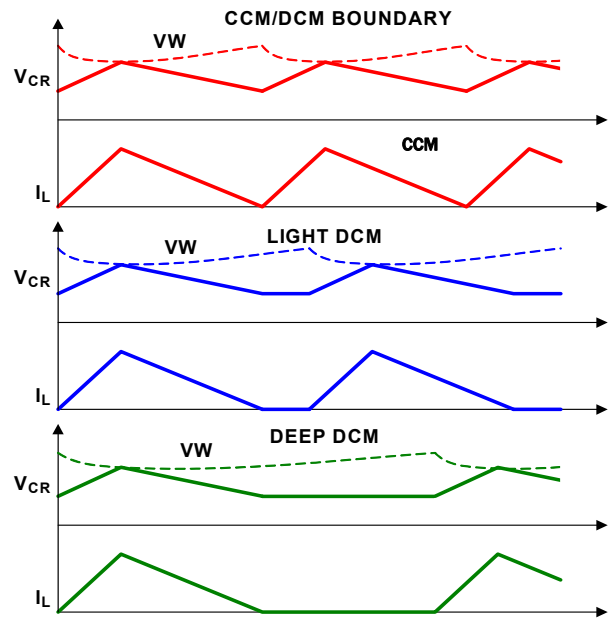 CCM/DCM BOUNDARY
VW
VCR
CCM
IL
LIGHT DCM
VW
VCR
IL
DEEP DCM
VW
VCR
IL